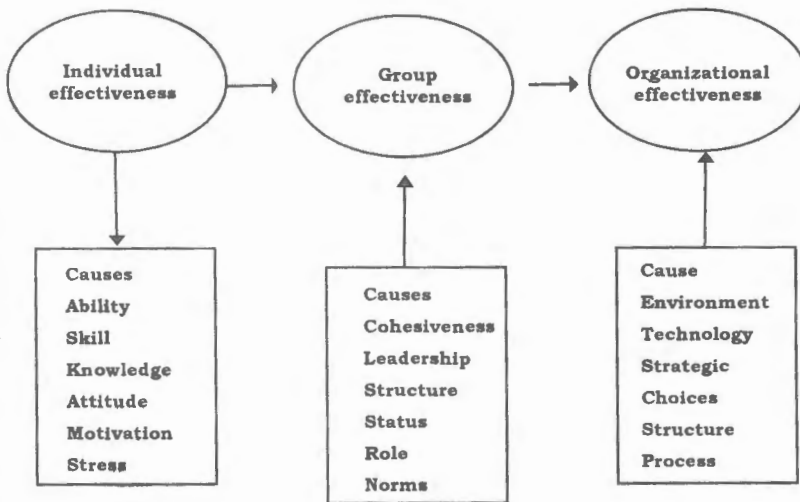 Individual
effectiveness
Group
effectiveness
Organizational
effectiveness
Causes
Ability
Skill
Knowledge
Attitude
Motivation
Stress
Causes
Cohesiveness
Leadership
Structure
Status
Role
Norms
Cause
Environment
Technology
Strategic
Choices
Structure
Process